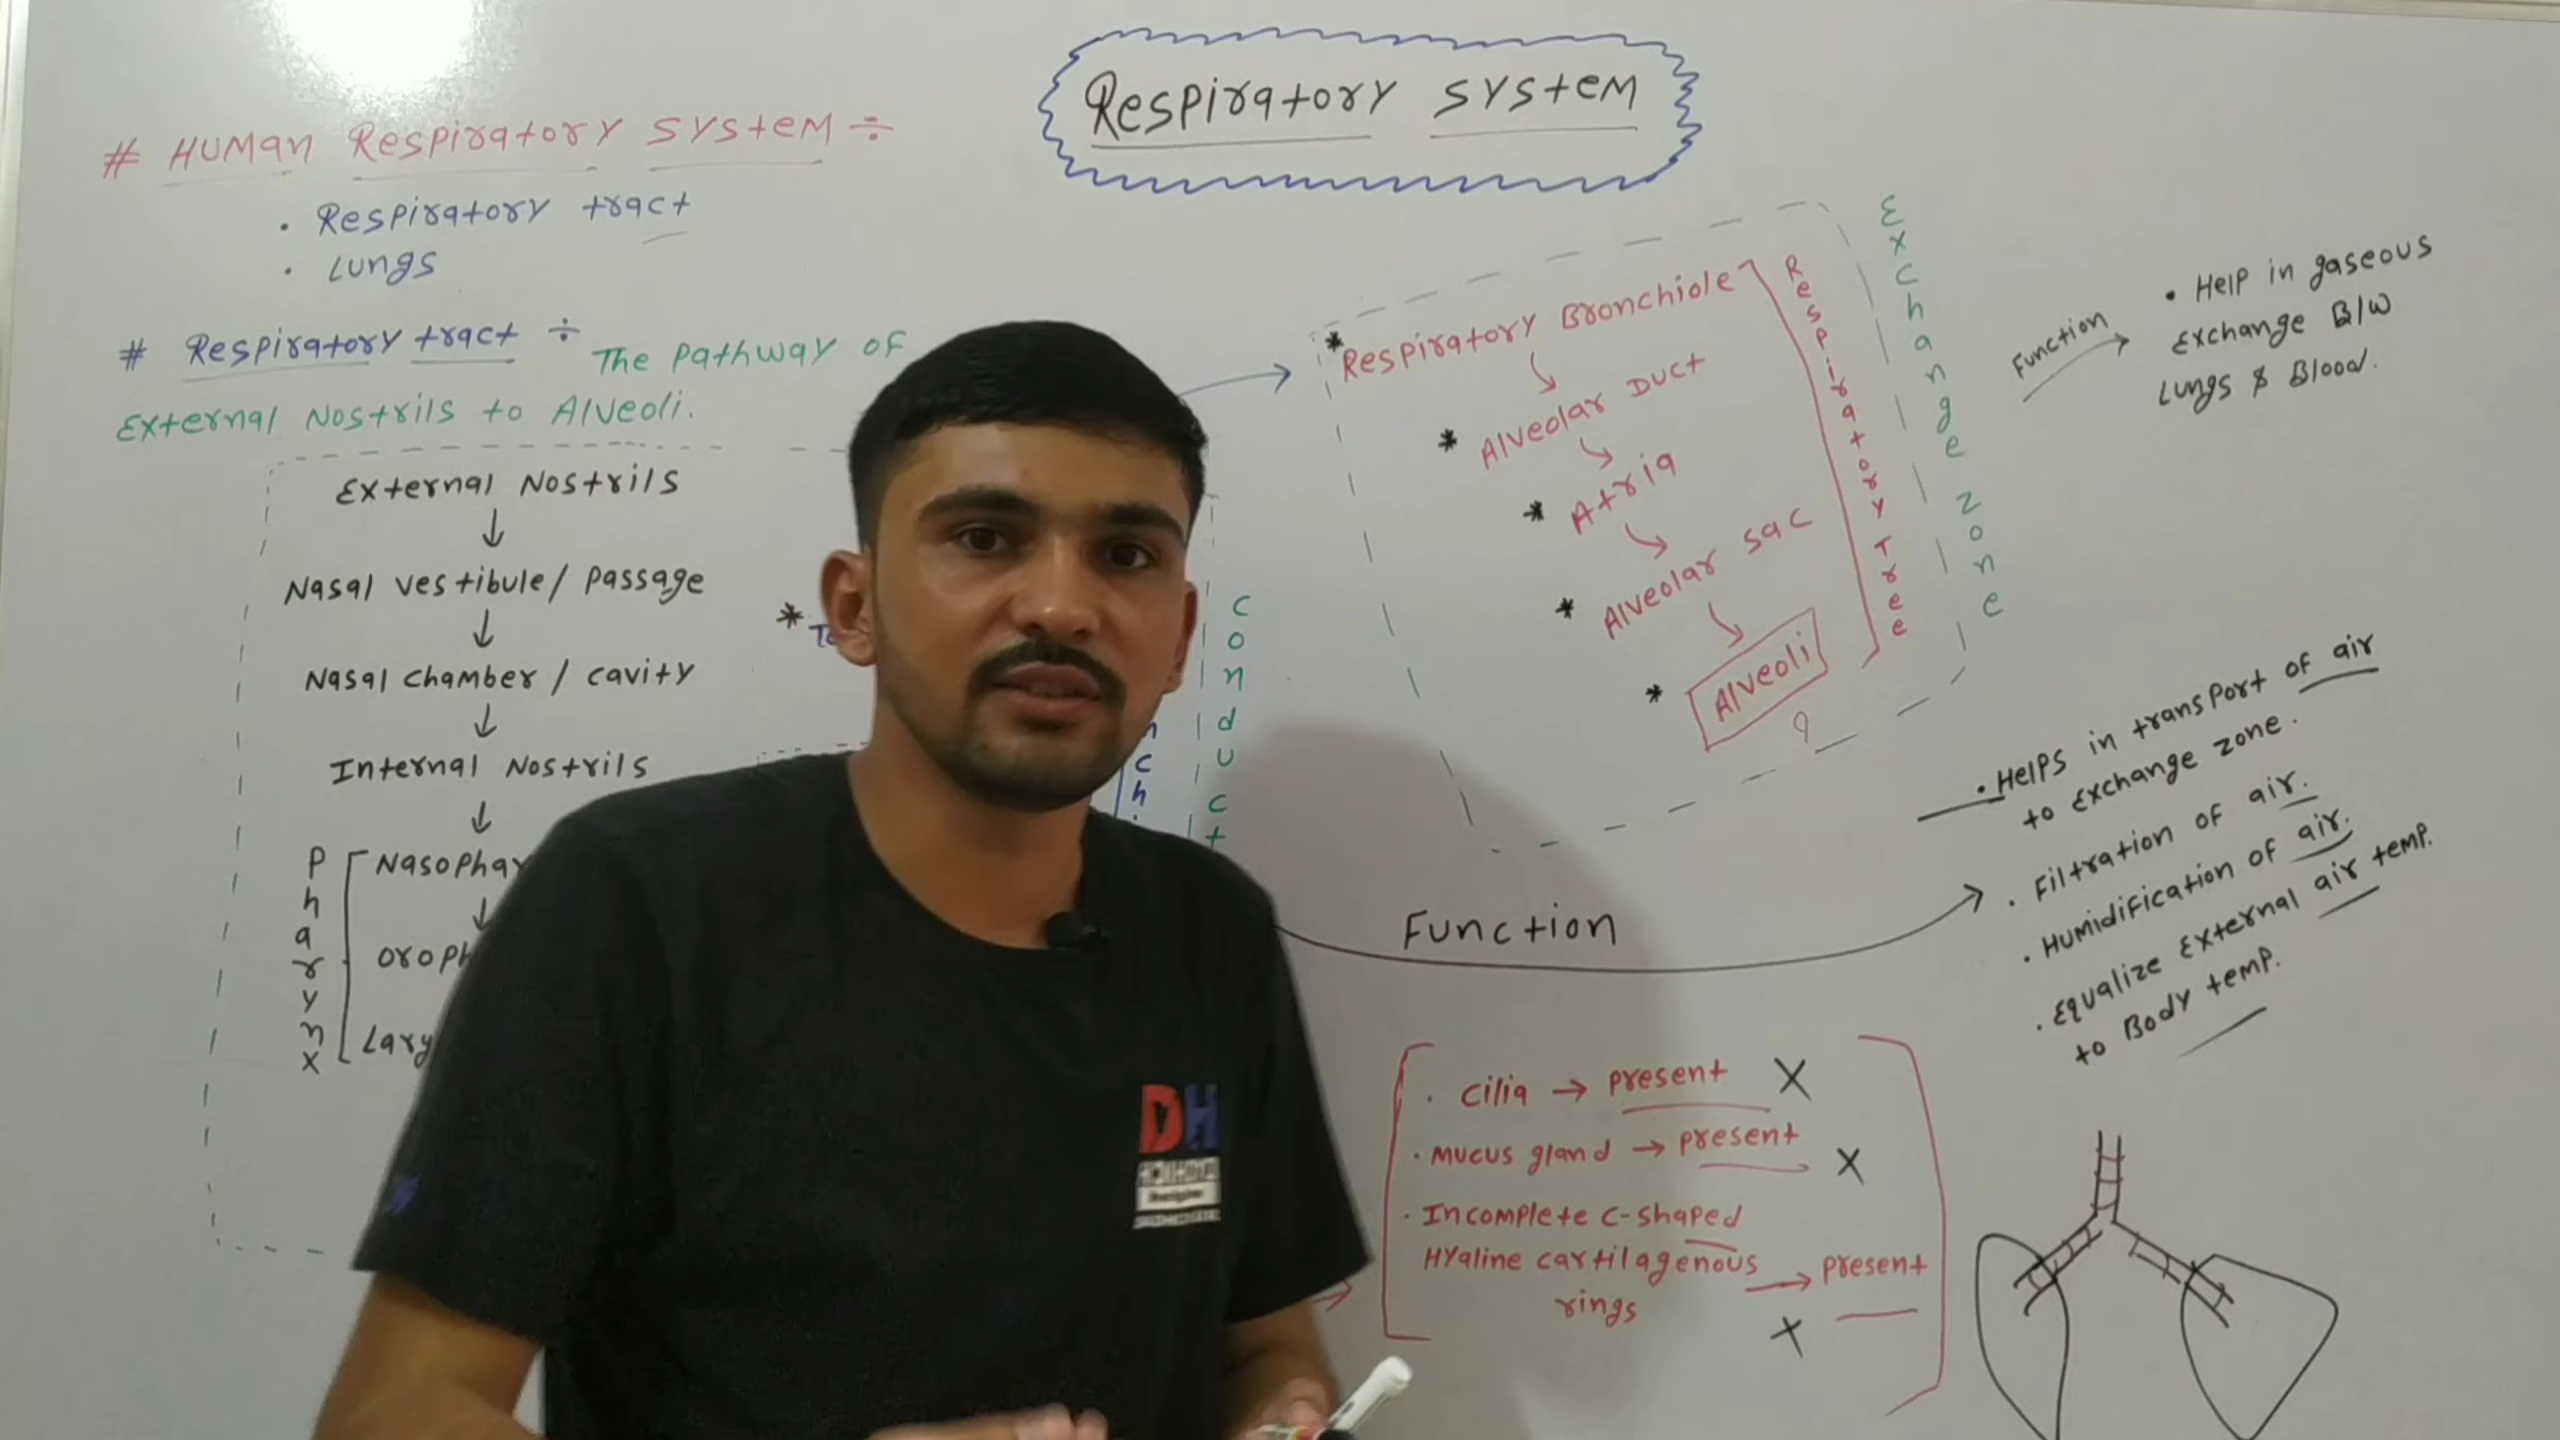 Respiratory system
# Human Respiratory system ÷
• Respiratory tract
• Lungs
# Respiratory tract ÷ The pathway of
External Nostrils to Alveoli.
External Nostrils
↓
Nasal vestibule / passage
↓
Nasal chamber / cavity
↓
Internal Nostrils
↓
Pharynx
↓
* Respiratory Bronchiole
* Alveolar Duct
* Atria
* Alveolar sac
* Alveoli
Respiratory Tree
Exchange zone
Function
• Help in gaseous
exchange B/w
Lungs & Blood.
Function
• Helps in transport of air
to exchange zone.
• Filtration of air.
• Humidification of air.
• Equalize External air temp.
to Body temp.
• cilia → present X
• Mucus gland → present X
• Incomplete c-shaped
Hyaline cartilagenous → present
rings X
DH